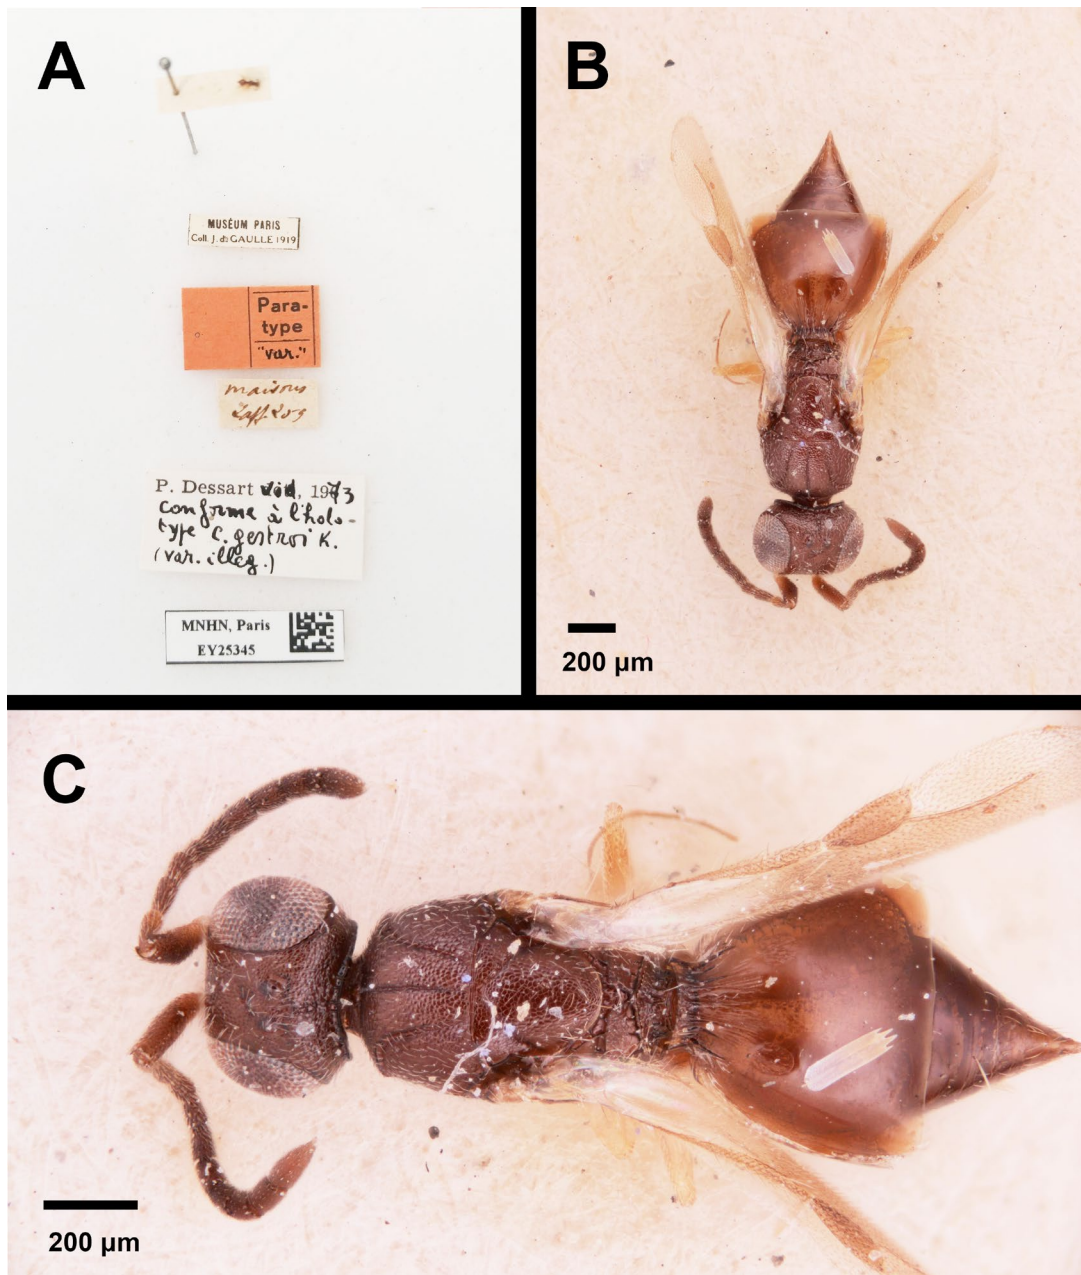 A
MUSÉUM PARIS
Coll. J. de GAULLE 1919
Para-
type
"var."
maisons
P. Dessart vid., 1973
conforme à l'holo-
type C. gestroi K.
(var. illeg.)
MNHN, Paris
EY25345
B
200 µm
C
200 µm